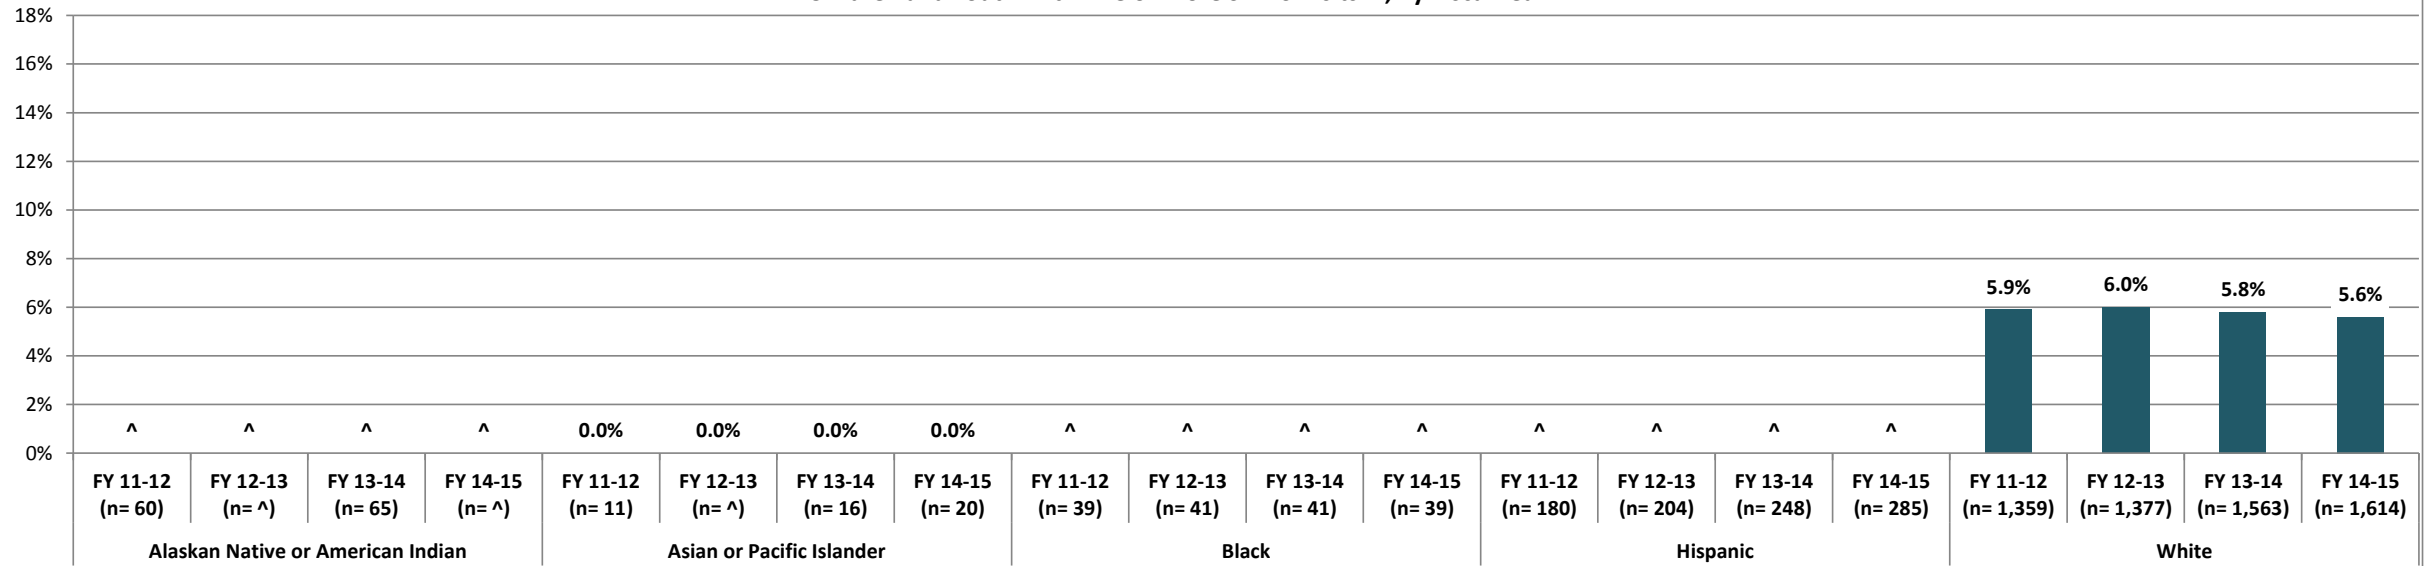 18%
16%
14%
12%
10%
8%
6%
4%
2%
0%
^ ^ ^ ^ 0.0% 0.0% 0.0% 0.0% ^ ^ ^ ^ ^ ^ ^ ^ 5.9% 6.0% 5.8% 5.6%
FY 11-12 FY 12-13 FY 13-14 FY 14-15 FY 11-12 FY 12-13 FY 13-14 FY 14-15 FY 11-12 FY 12-13 FY 13-14 FY 14-15 FY 11-12 FY 12-13 FY 13-14 FY 14-15 FY 11-12 FY 12-13 FY 13-14 FY 14-15
(n= 60) (n= ^) (n= 65) (n= ^) (n= 11) (n= ^) (n= 16) (n= 20) (n= 39) (n= 41) (n= 41) (n= 39) (n= 180) (n= 204) (n= 248) (n= 285) (n= 1,359) (n= 1,377) (n= 1,563) (n= 1,614)
Alaskan Native or American Indian Asian or Pacific Islander Black Hispanic White